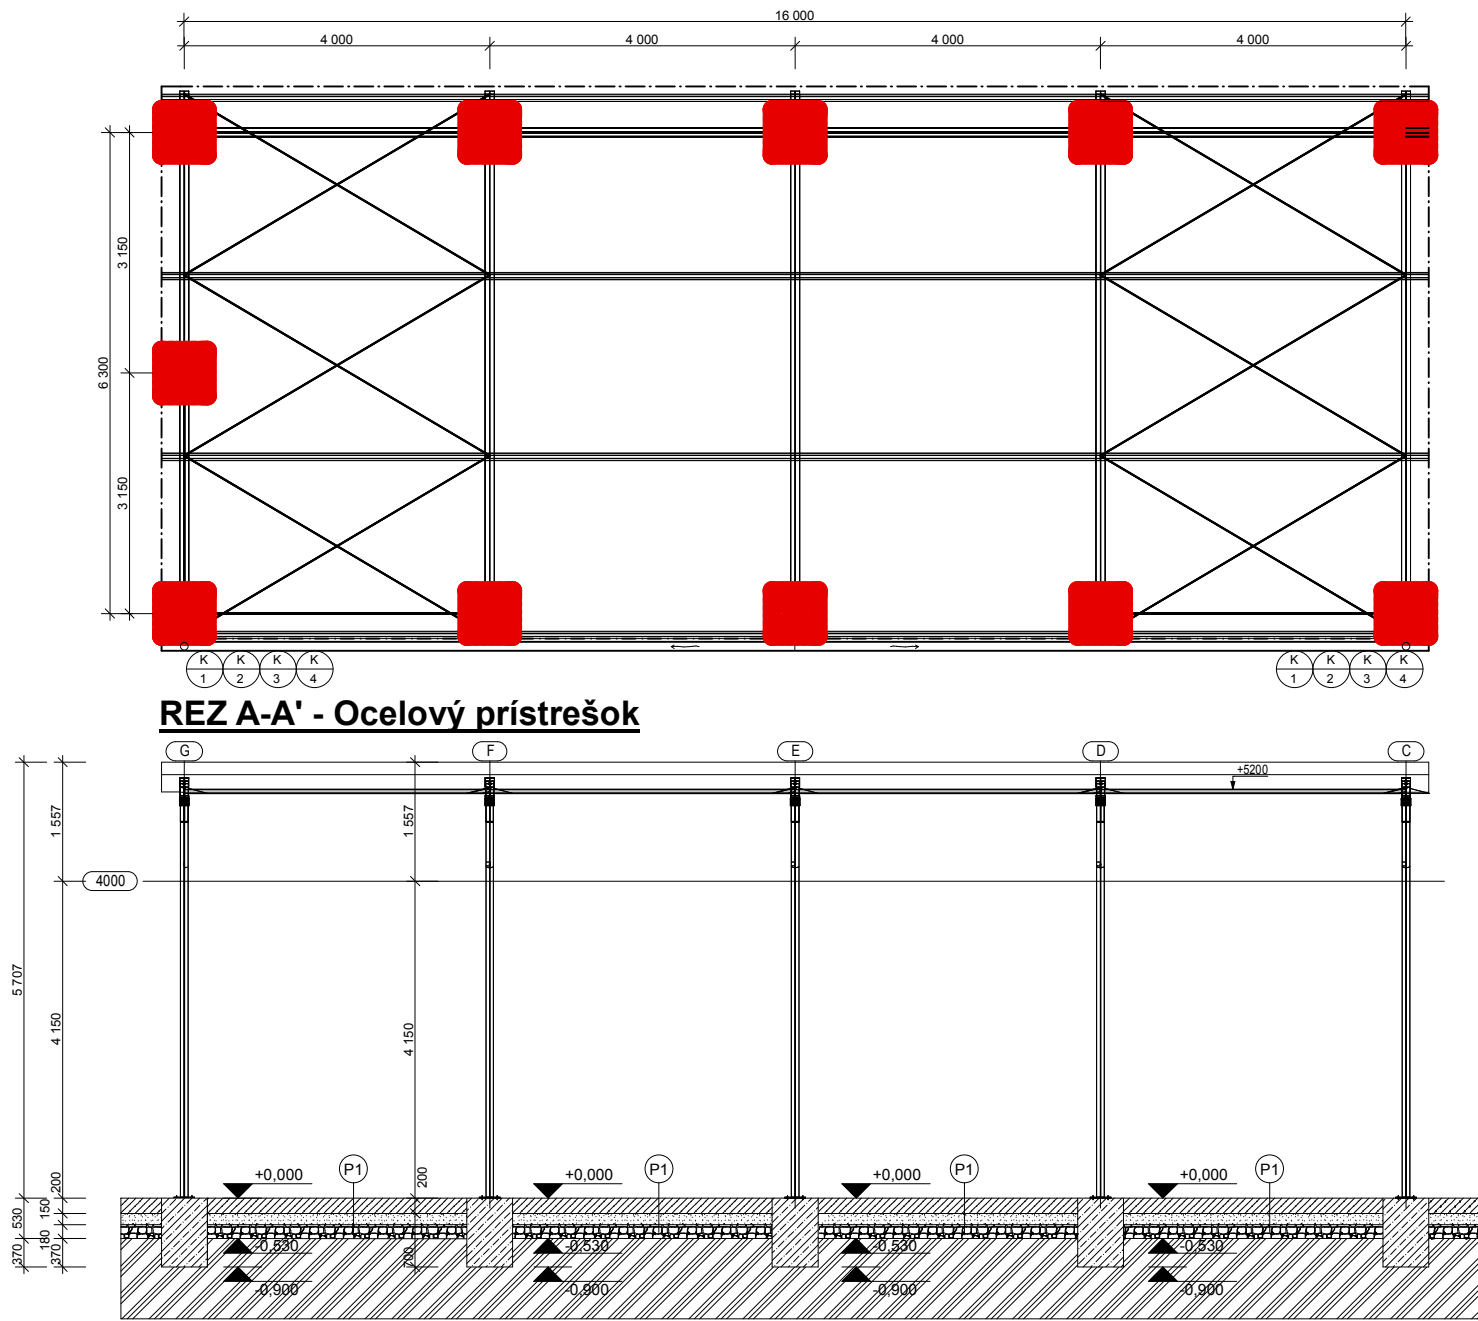 16 000
4 000 4 000 4 000 4 000
3 150
6 300
3 150
K K K K K K K K
1 2 3 4 1 2 3 4
REZ A-A' - Ocelový prístrešok
G F E D C
+5200
1 557 1 557
4000
5 707
4 150 4 150
200 200
+0,000 P1 +0,000 P1 +0,000 P1 +0,000 P1
530 150
180
370 370 700
-0,530 -0,530 -0,530 -0,530
-0,900 -0,900 -0,900 -0,900